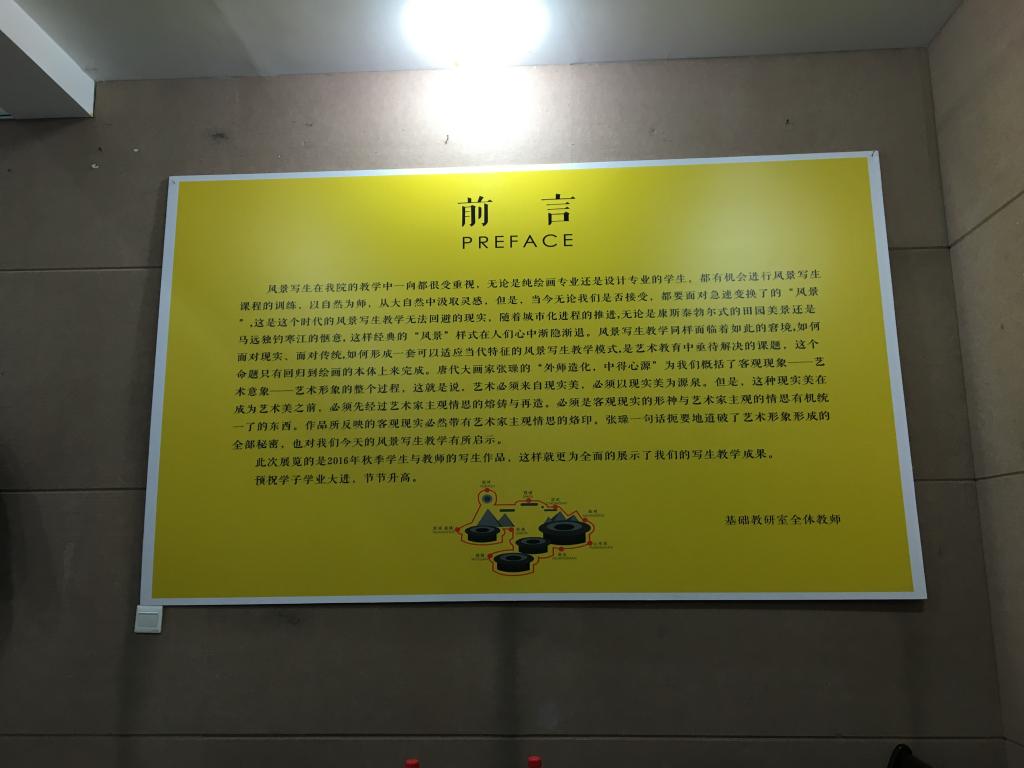 前 言
PREFACE
风景写生在我院的教学中一向都很受重视，无论是纯绘画专业还是设计专业的学生，都有机会进行风景写生
课程的训练，以自然为师，从大自然中汲取灵感，但是，当今无论我们是否接受，都要面对急速变换了的“风景
”,这是这个时代的风景写生教学无法回避的现实，随着城市化进程的推进,无论是康斯泰勃尔式的田园美景还是
马远独钓寒江的惬意,这样经典的“风景”样式在人们心中渐隐渐退。风景写生教学同样面临着如此的窘境,如何
面对现实、面对传统,如何形成一套可以适应当代特征的风景写生教学模式,是艺术教育中亟待解决的课题，这个
命题只有回归到绘画的本体上来完成。唐代大画家张璪的“外师造化，中得心源”为我们概括了客观现象——艺
术意象——艺术形象的整个过程，这就是说，艺术必须来自现实美，必须以现实美为源泉。但是，这种现实美在
成为艺术美之前，必须先经过艺术家主观情思的熔铸与再造。必须是客观现实的形神与艺术家主观的情思有机统
一了的东西。作品所反映的客观现实必然带有艺术家主观情思的烙印。张璪一句话扼要地道破了艺术形象形成的
全部秘密，也对我们今天的风景写生教学有所启示。
此次展览的是2016年秋季学生与教师的写生作品，这样就更为全面的展示了我们的写生教学成果。
预祝学子学业大进，节节升高。
基础教研室全体教师